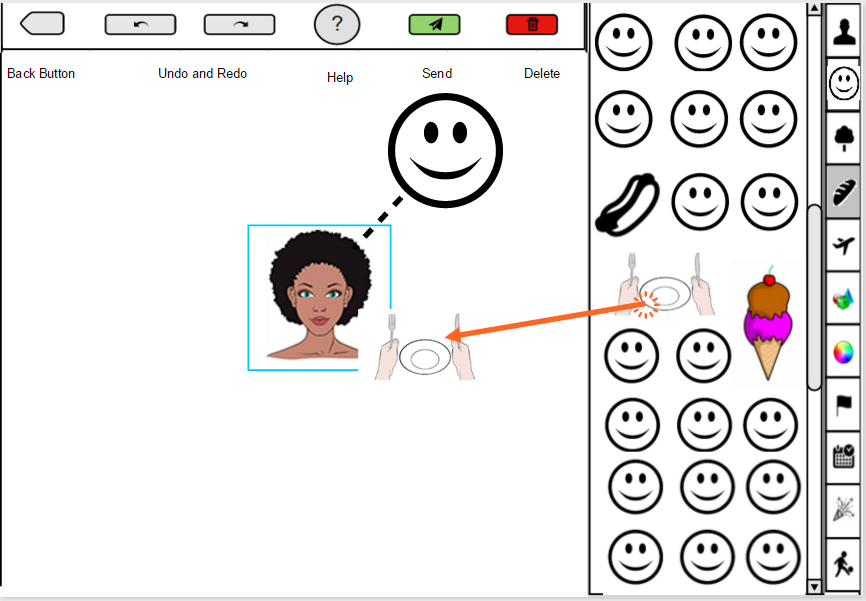 ?
Back Button
Undo and Redo
Help
Send
Delete